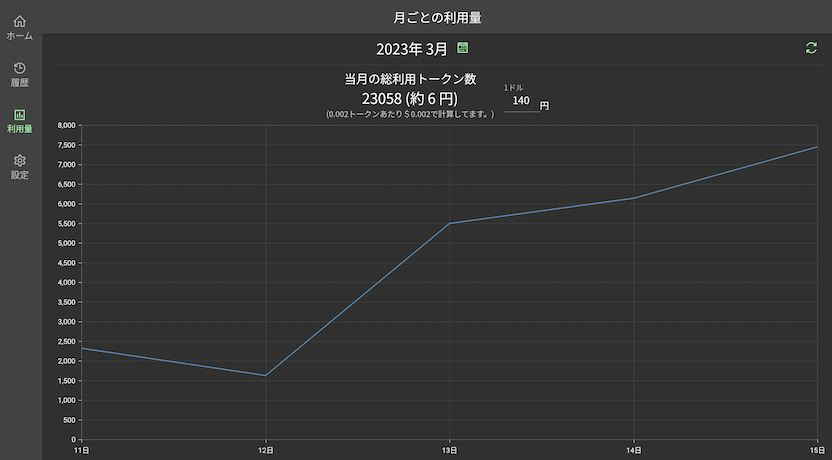 月ごとの利用量
ホーム
履歴
利用量
設定
2023年 3月
当月の総利用トークン数
23058 (約 6 円)
(0.002トークンあたり＄0.002で計算してます。)
1ドル
140 円
8,000
7,500
7,000
6,500
6,000
5,500
5,000
4,500
4,000
3,500
3,000
2,500
2,000
1,500
1,000
500
0
11日 12日 13日 14日 15日